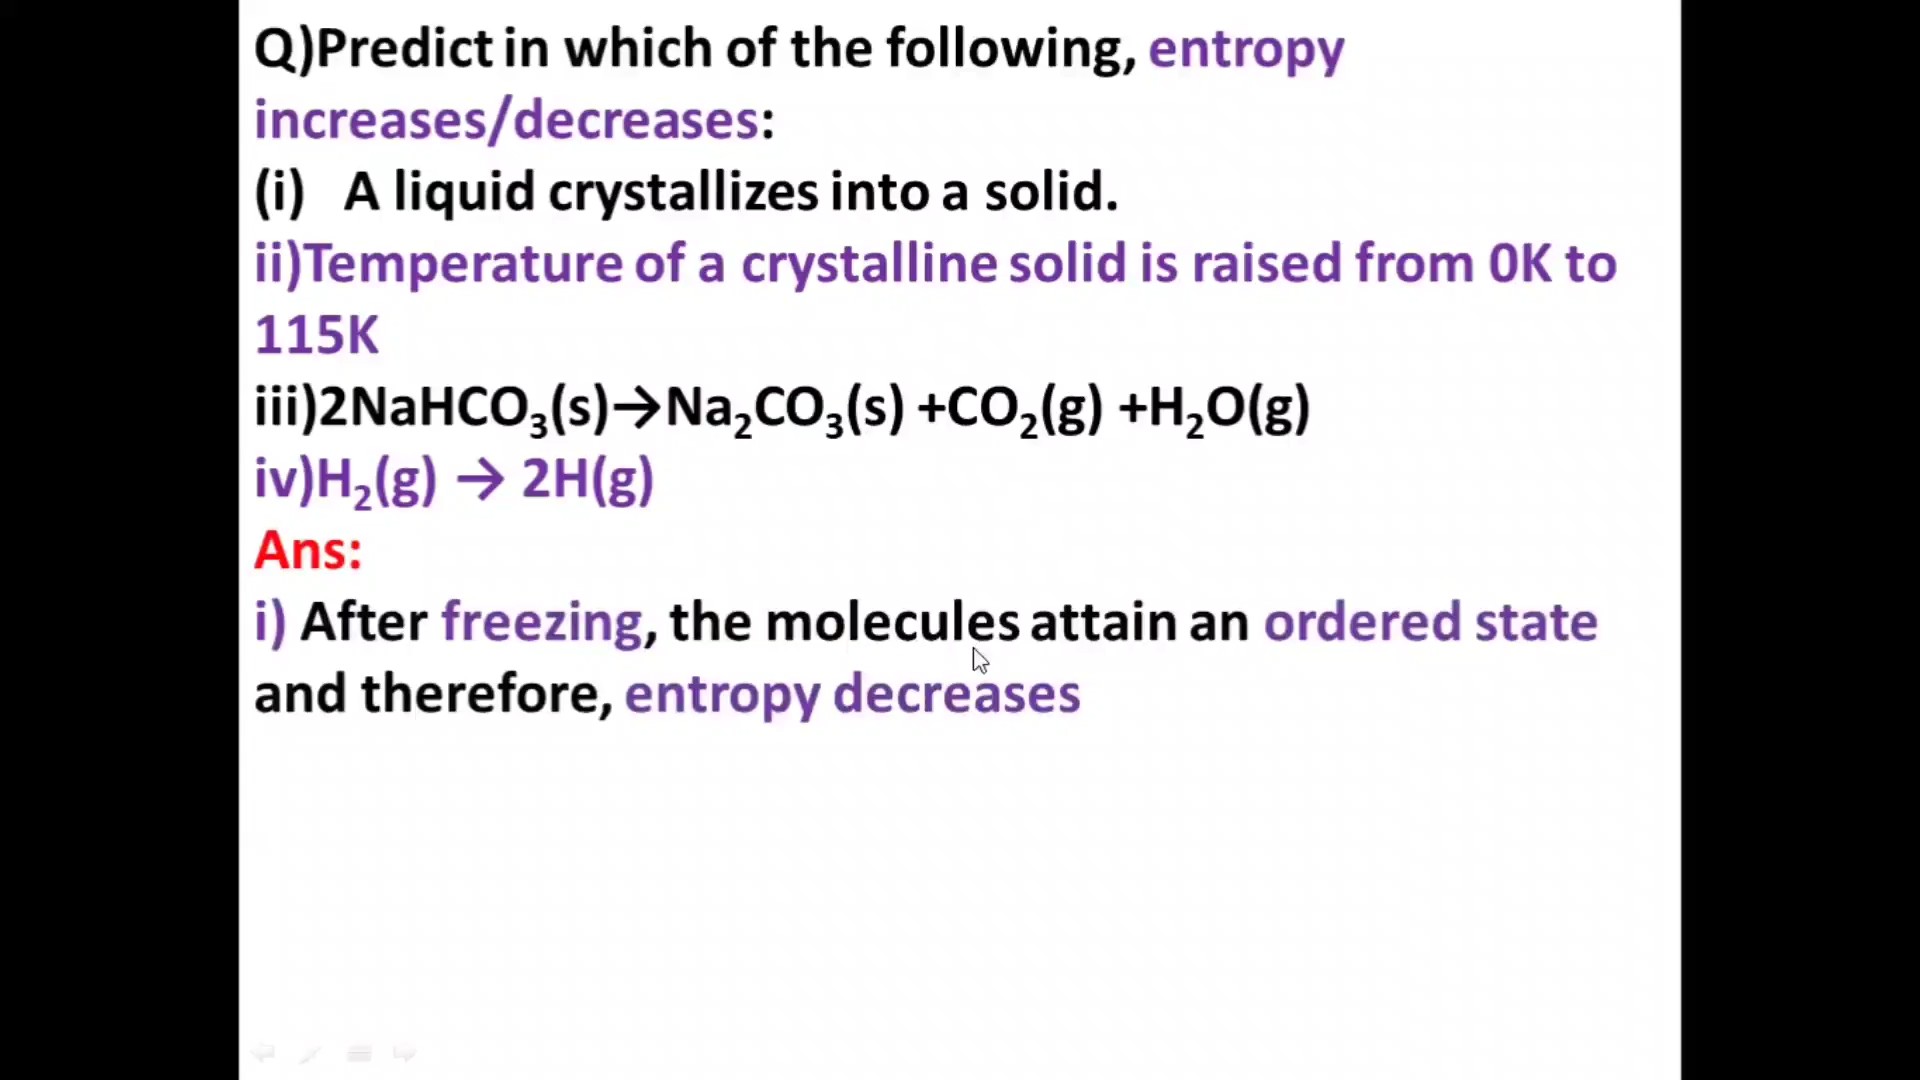 Q)Predict in which of the following, entropy
increases/decreases:
(i) A liquid crystallizes into a solid.
ii)Temperature of a crystalline solid is raised from 0K to
115K
iii)2NaHCO₃(s)→Na₂CO₃(s) +CO₂(g) +H₂O(g)
iv)H₂(g) → 2H(g)
Ans:
i) After freezing, the molecules attain an ordered state
and therefore, entropy decreases